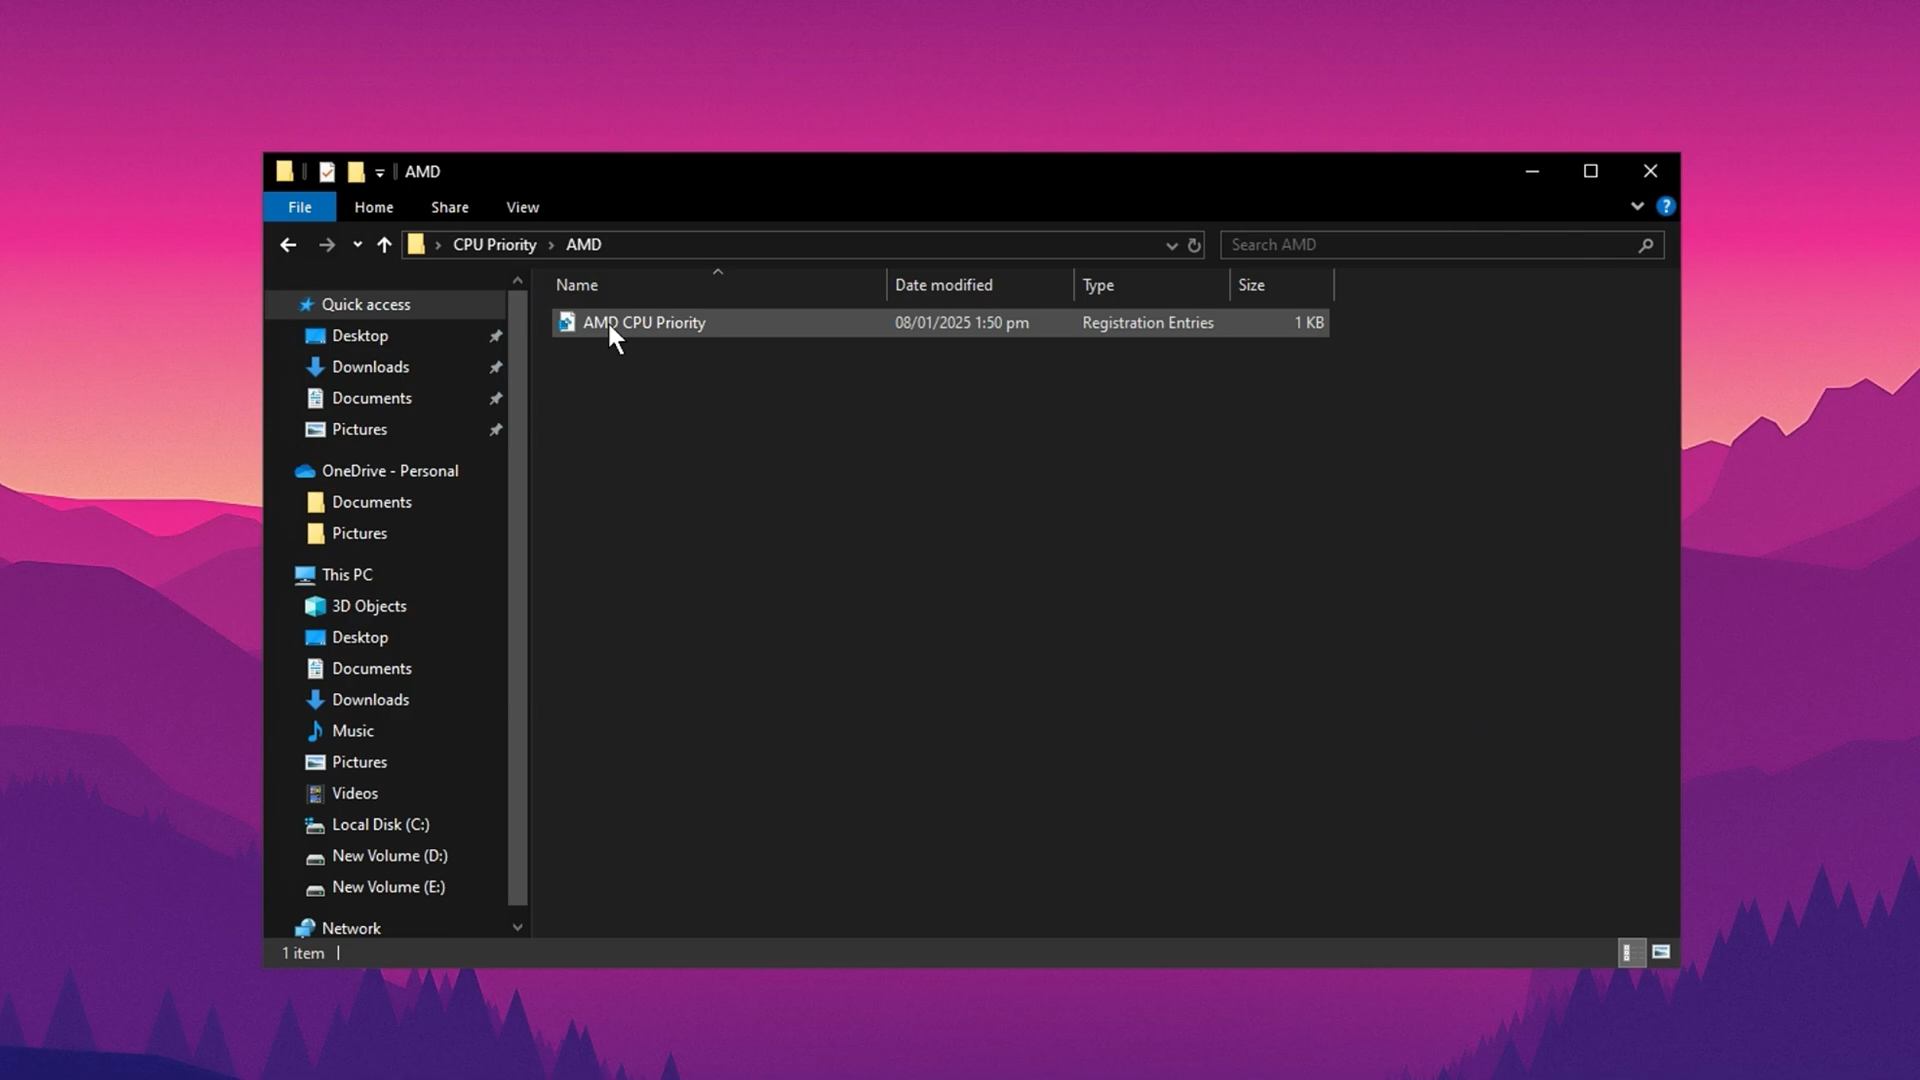 AMD
File Home Share View
CPU Priority AMD
Search AMD
Name Date modified Type Size
AMD CPU Priority 08/01/2025 1:50 pm Registration Entries 1 KB
Quick access
Desktop
Downloads
Documents
Pictures
OneDrive - Personal
Documents
Pictures
This PC
3D Objects
Desktop
Documents
Downloads
Music
Pictures
Videos
Local Disk (C:)
New Volume (D:)
New Volume (E:)
Network
1 item